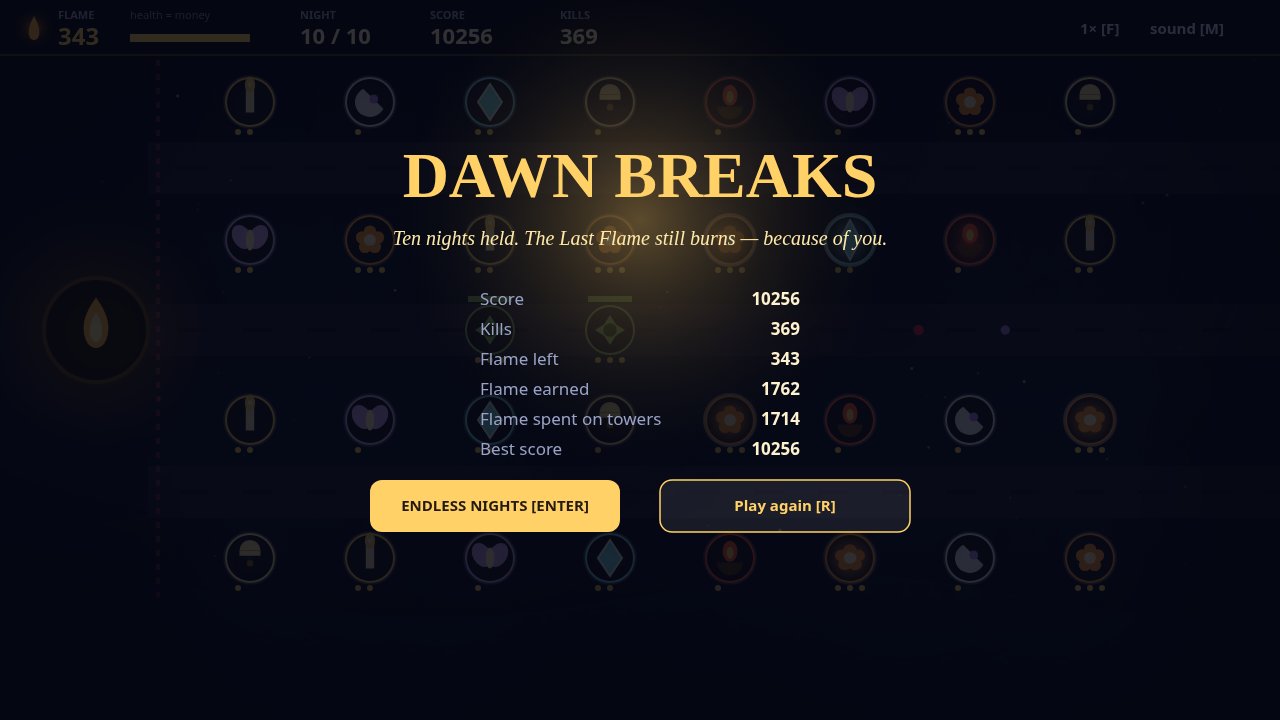 FLAME health = money NIGHT SCORE KILLS
343 10 / 10 10256 369 1× [F] sound [M]
DAWN BREAKS
Ten nights held. The Last Flame still burns — because of you.
Score 10256
Kills 369
Flame left 343
Flame earned 1762
Flame spent on towers 1714
Best score 10256
ENDLESS NIGHTS [ENTER] Play again [R]